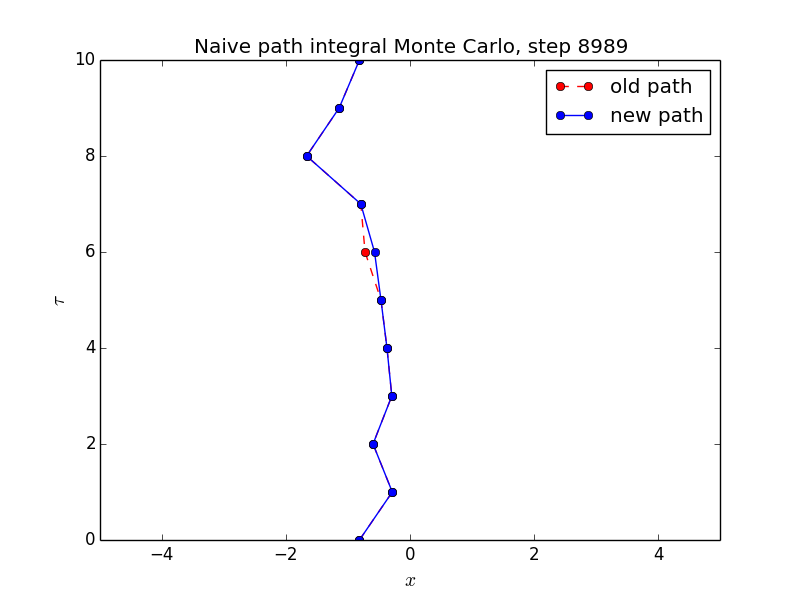 Naive path integral Monte Carlo, step 8989
old path
new path
10
8
6
4
2
0
τ
−4
−2
0
2
4
x